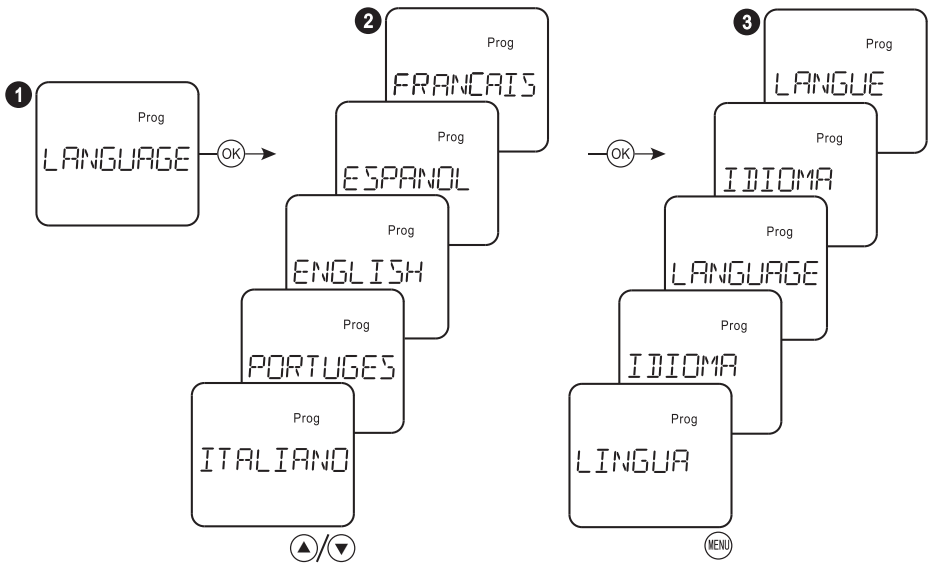 1
Prog
LANGUAGE
OK
2
Prog
FRANCAIS
Prog
ESPANOL
Prog
ENGLISH
Prog
PORTUGES
Prog
ITALIANO
OK
3
Prog
LANGUE
Prog
IDIOMA
Prog
LANGUAGE
Prog
IDIOMA
Prog
LINGUA
/
MENU